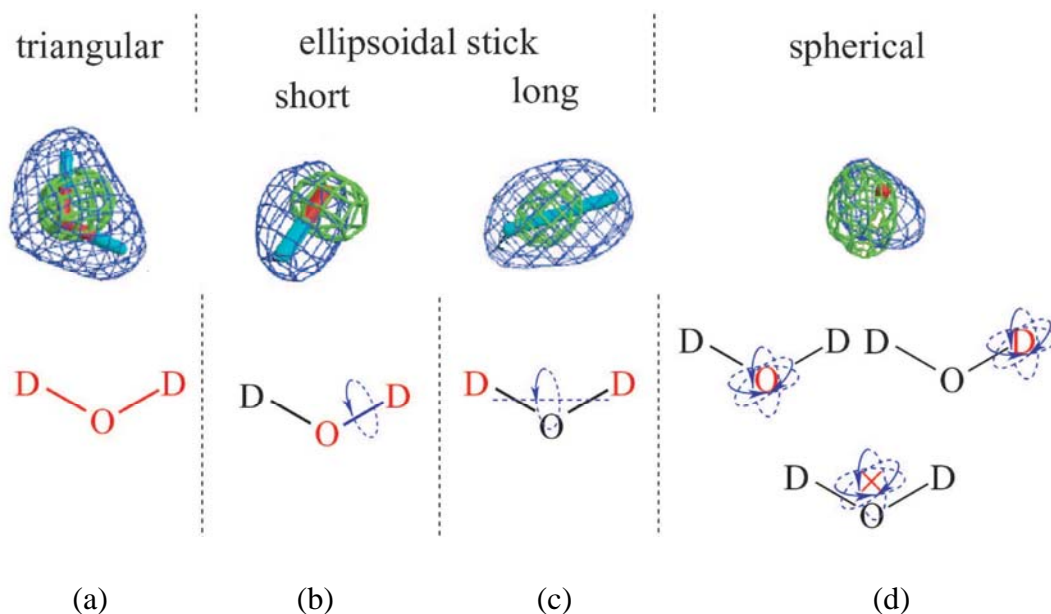 triangular
ellipsoidal stick
spherical
short
long
D
D
O
D
D
O
D
D
O
D
D
O
D
D
O
×
D
D
O
(a)
(b)
(c)
(d)